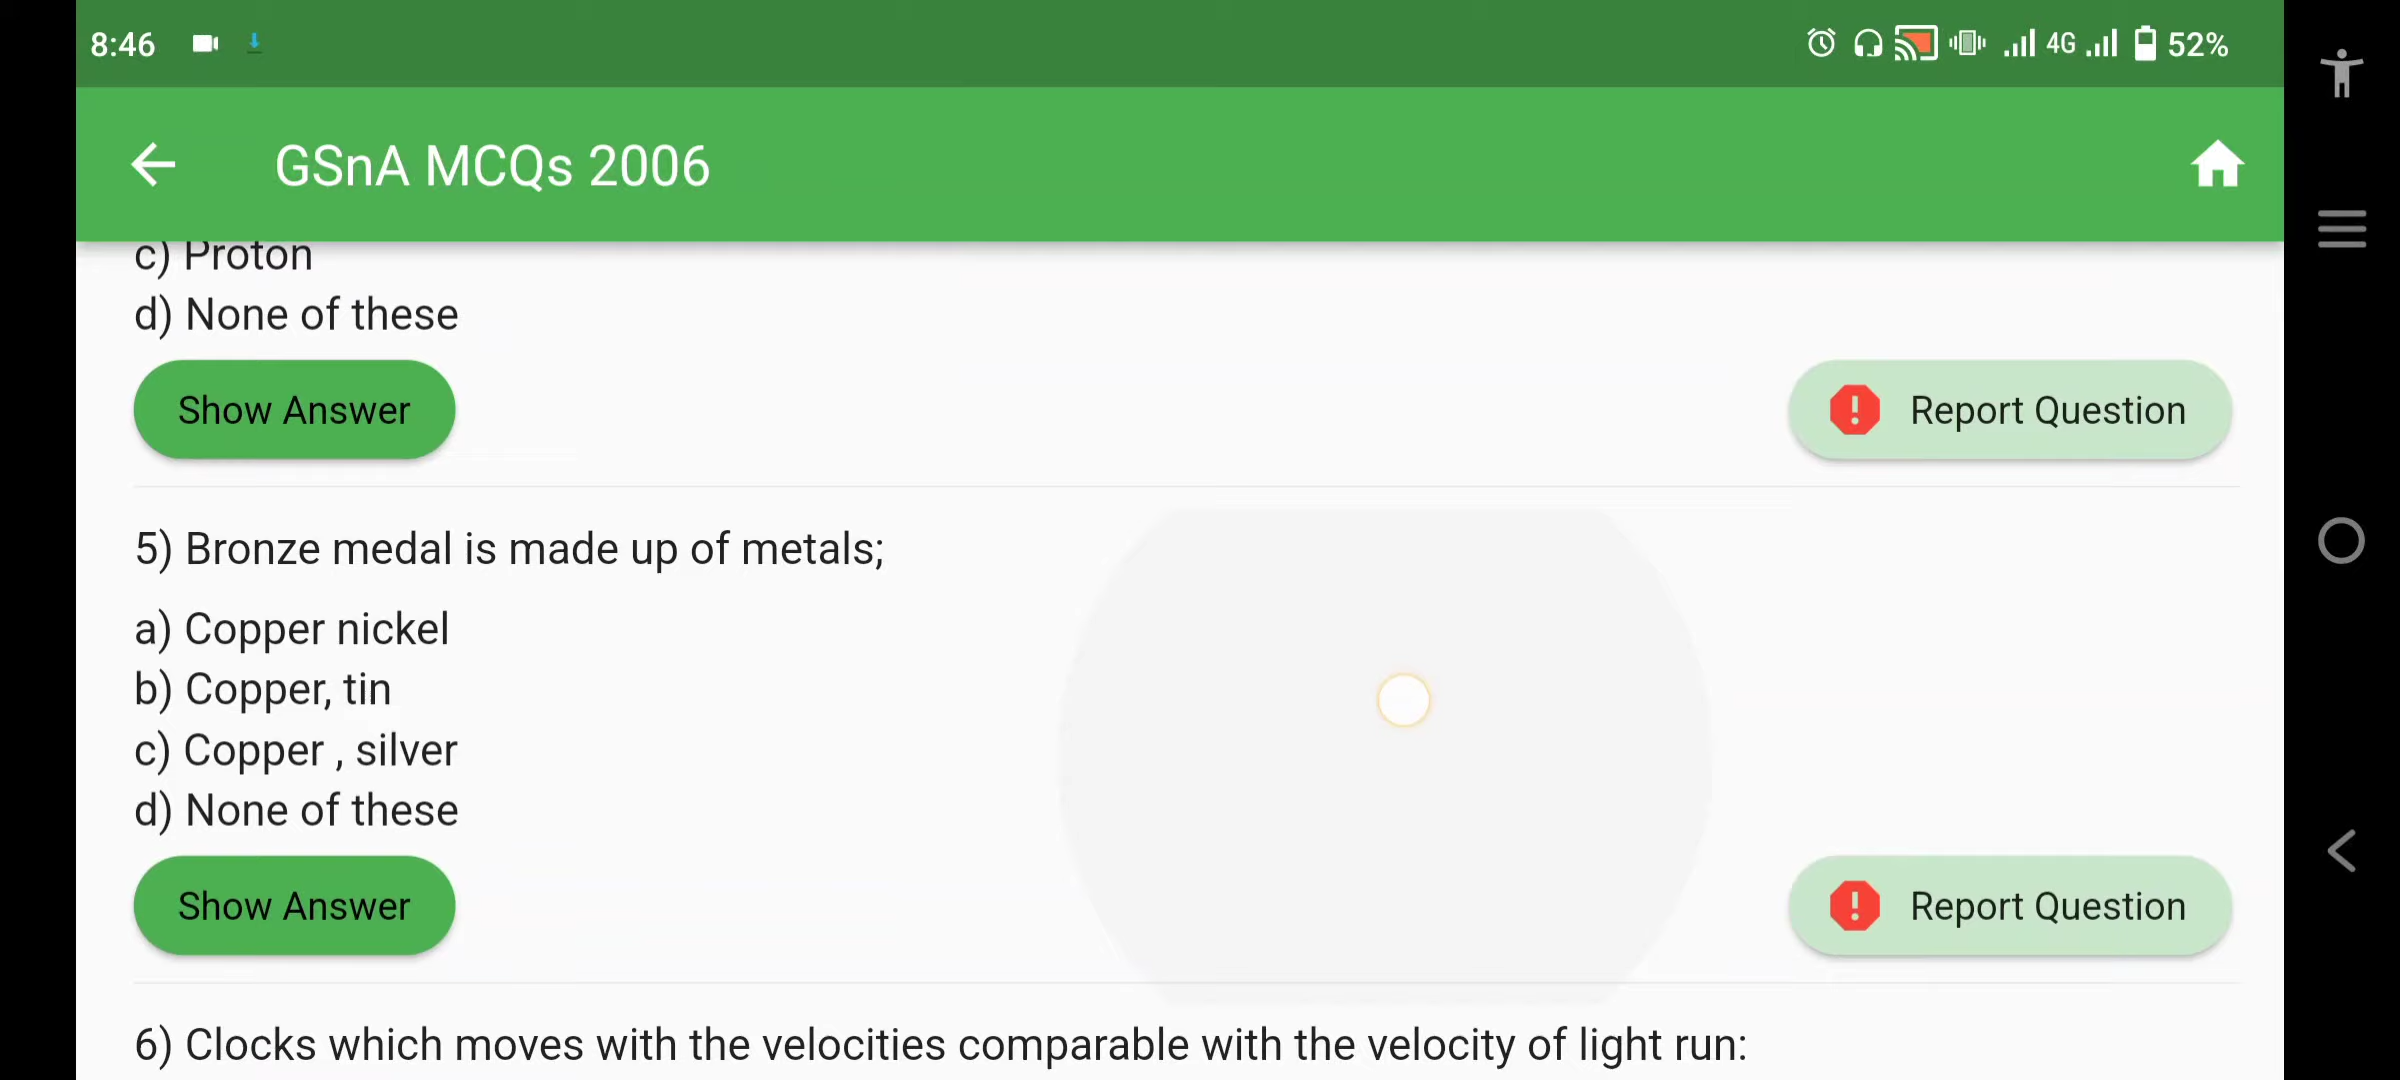 8:46
4G
52%
GSnA MCQs 2006
c) Proton
d) None of these
Show Answer
Report Question
5) Bronze medal is made up of metals;
a) Copper nickel
b) Copper, tin
c) Copper , silver
d) None of these
Show Answer
Report Question
6) Clocks which moves with the velocities comparable with the velocity of light run: